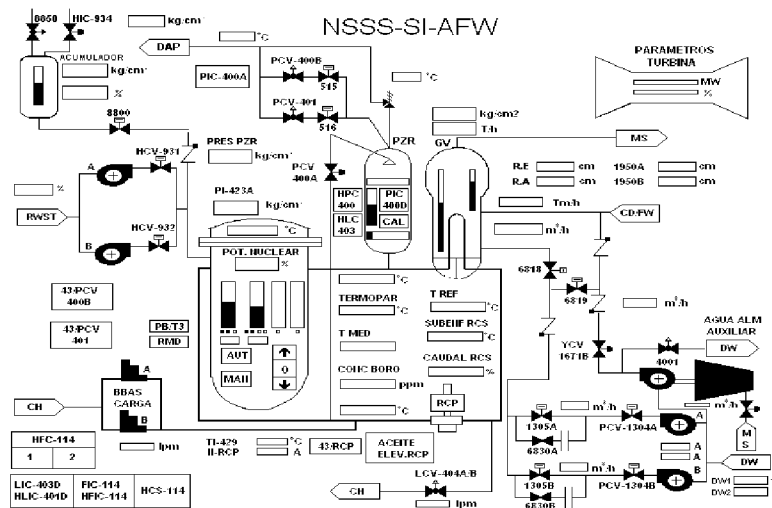 8850 HIC-934
kg/cm²
NSSS-SI-AFW
DAP
°C
ACUMULADOR
kg/cm²
PIC-400A
PCV-400B
515
°C
PARAMETROS
TURBINA
MW
%
%
8800
PCV-401
516
PZR
kg/cm2
T/h
GV
MS
HCV-931
PRES PZR
kg/cm²
PCV
400A
HPC
400
PIC
400D
HLC
403
CAL
R.E cm 1950A cm
R.A cm 1950B cm
%
A
PI-423A
kg/cm²
Tm/h
CD/FW
RWST
HCV-932
B
°C
m³/h
POT. NUCLEAR
%
6818
6819
m³/h
43/PCV
400B
°C
TERMOPAR
°C
T REF
°C
43/PCV
401
PB/T3
RMD
T MED
SUBENF RCS
°C
YCV
1671B
AGUA ALM
AUXILIAR
DW
4001
AUT
MAN
0
CONC BORO
ppm
CAUDAL RCS
%
A
BBAS
CARGA
B
CH
RCP
°C
m³/h
m³/h
1305A
PCV-1304A
A
6830A
M
S
HFC-114
1 2
lpm
TI-429 °C
II-RCP A
43/RCP
ACEITE
ELEV.RCP
A
A
DW
m³/h
B
LIC-403D
HLIC-401D
FIC-114
HFIC-114
HCS-114
LCV-404A/B
CH
lpm
1305B
PCV-1304B
6830B
DW1
DW2